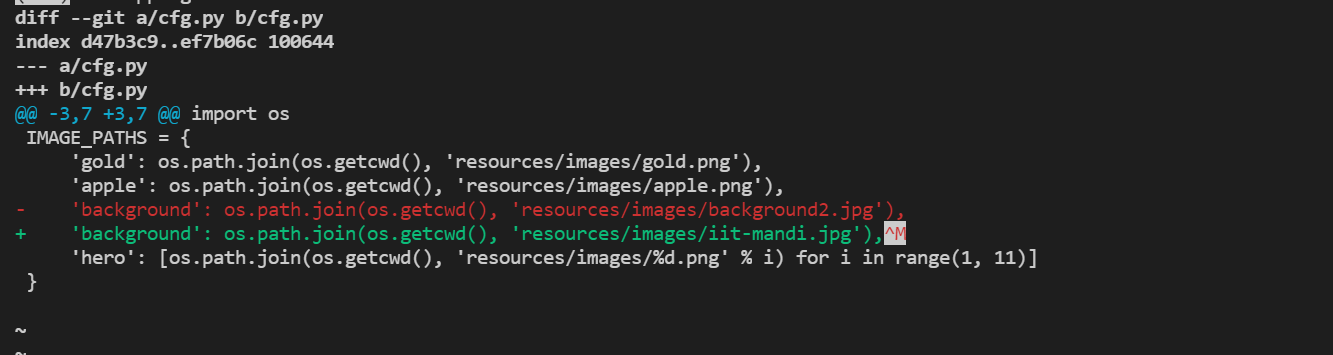 diff --git a/cfg.py b/cfg.py
index d47b3c9..ef7b06c 100644
--- a/cfg.py
+++ b/cfg.py
@@ -3,7 +3,7 @@ import os
 IMAGE_PATHS = {
     'gold': os.path.join(os.getcwd(), 'resources/images/gold.png'),
     'apple': os.path.join(os.getcwd(), 'resources/images/apple.png'),
-    'background': os.path.join(os.getcwd(), 'resources/images/background2.jpg'),
+    'background': os.path.join(os.getcwd(), 'resources/images/iit-mandi.jpg'),^M
     'hero': [os.path.join(os.getcwd(), 'resources/images/%d.png' % i) for i in range(1, 11)]
 }
~
~